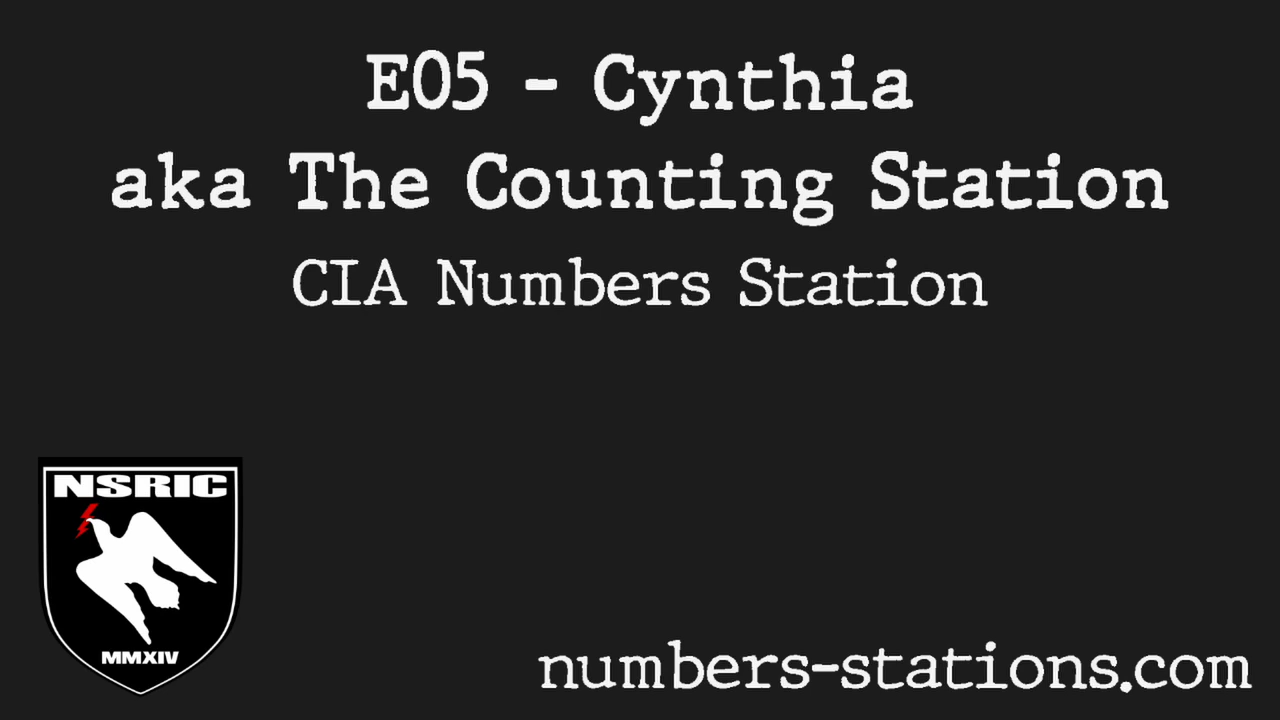 E05 - Cynthia
aka The Counting Station
CIA Numbers Station
NSRIC
MMXIV
numbers-stations.com